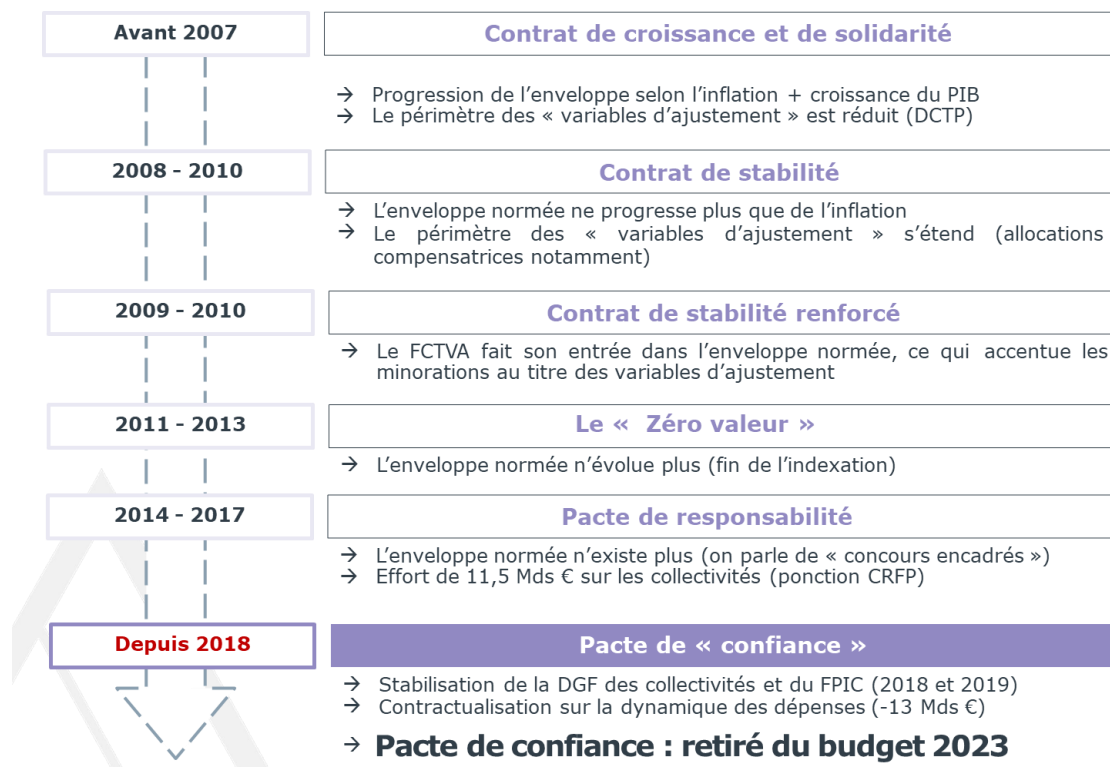 Avant 2007
Contrat de croissance et de solidarité
→ Progression de l’enveloppe selon l’inflation + croissance du PIB
→ Le périmètre des « variables d’ajustement » est réduit (DCTP)
2008 - 2010
Contrat de stabilité
→ L’enveloppe normée ne progresse plus que de l’inflation
→ Le périmètre des « variables d’ajustement » s’étend (allocations
compensatrices notamment)
2009 - 2010
Contrat de stabilité renforcé
→ Le FCTVA fait son entrée dans l’enveloppe normée, ce qui accentue les
minorations au titre des variables d’ajustement
2011 - 2013
Le « Zéro valeur »
→ L’enveloppe normée n’évolue plus (fin de l’indexation)
2014 - 2017
Pacte de responsabilité
→ L’enveloppe normée n’existe plus (on parle de « concours encadrés »)
→ Effort de 11,5 Mds € sur les collectivités (ponction CRFP)
Depuis 2018
Pacte de « confiance »
→ Stabilisation de la DGF des collectivités et du FPIC (2018 et 2019)
→ Contractualisation sur la dynamique des dépenses (-13 Mds €)
→ Pacte de confiance : retiré du budget 2023